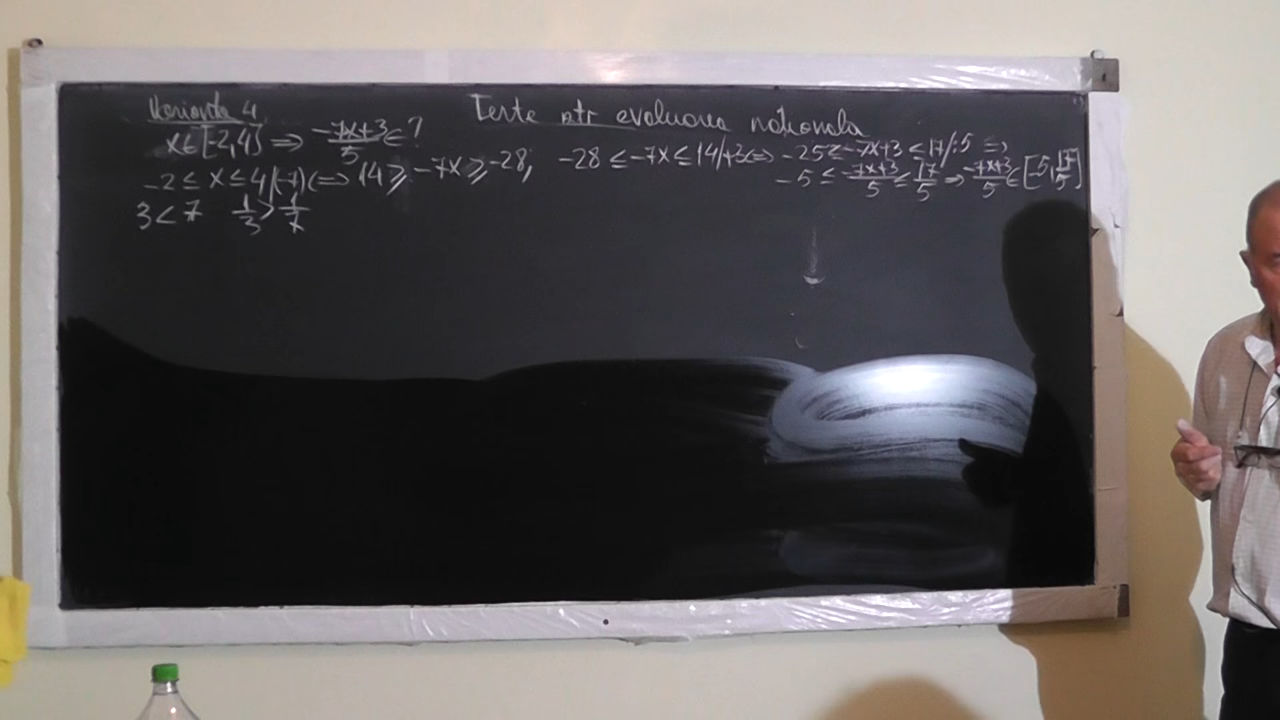 Varianta 4
Teste ptr evaluarea națională
x∈[-2,4] ⇒ (-7x+3)/5 ∈ ?
-2 ≤ x ≤ 4 |·(-7) ⇔ 14 ≥ -7x ≥ -28;
-28 ≤ -7x ≤ 14 |+3 ⇔ -25 ≤ -7x+3 ≤ 17 |:5 ⇒
-5 ≤ (-7x+3)/5 ≤ 17/5 ⇒ (-7x+3)/5 ∈ [-5, 17/5]
3 < 7 1/3 > 1/7